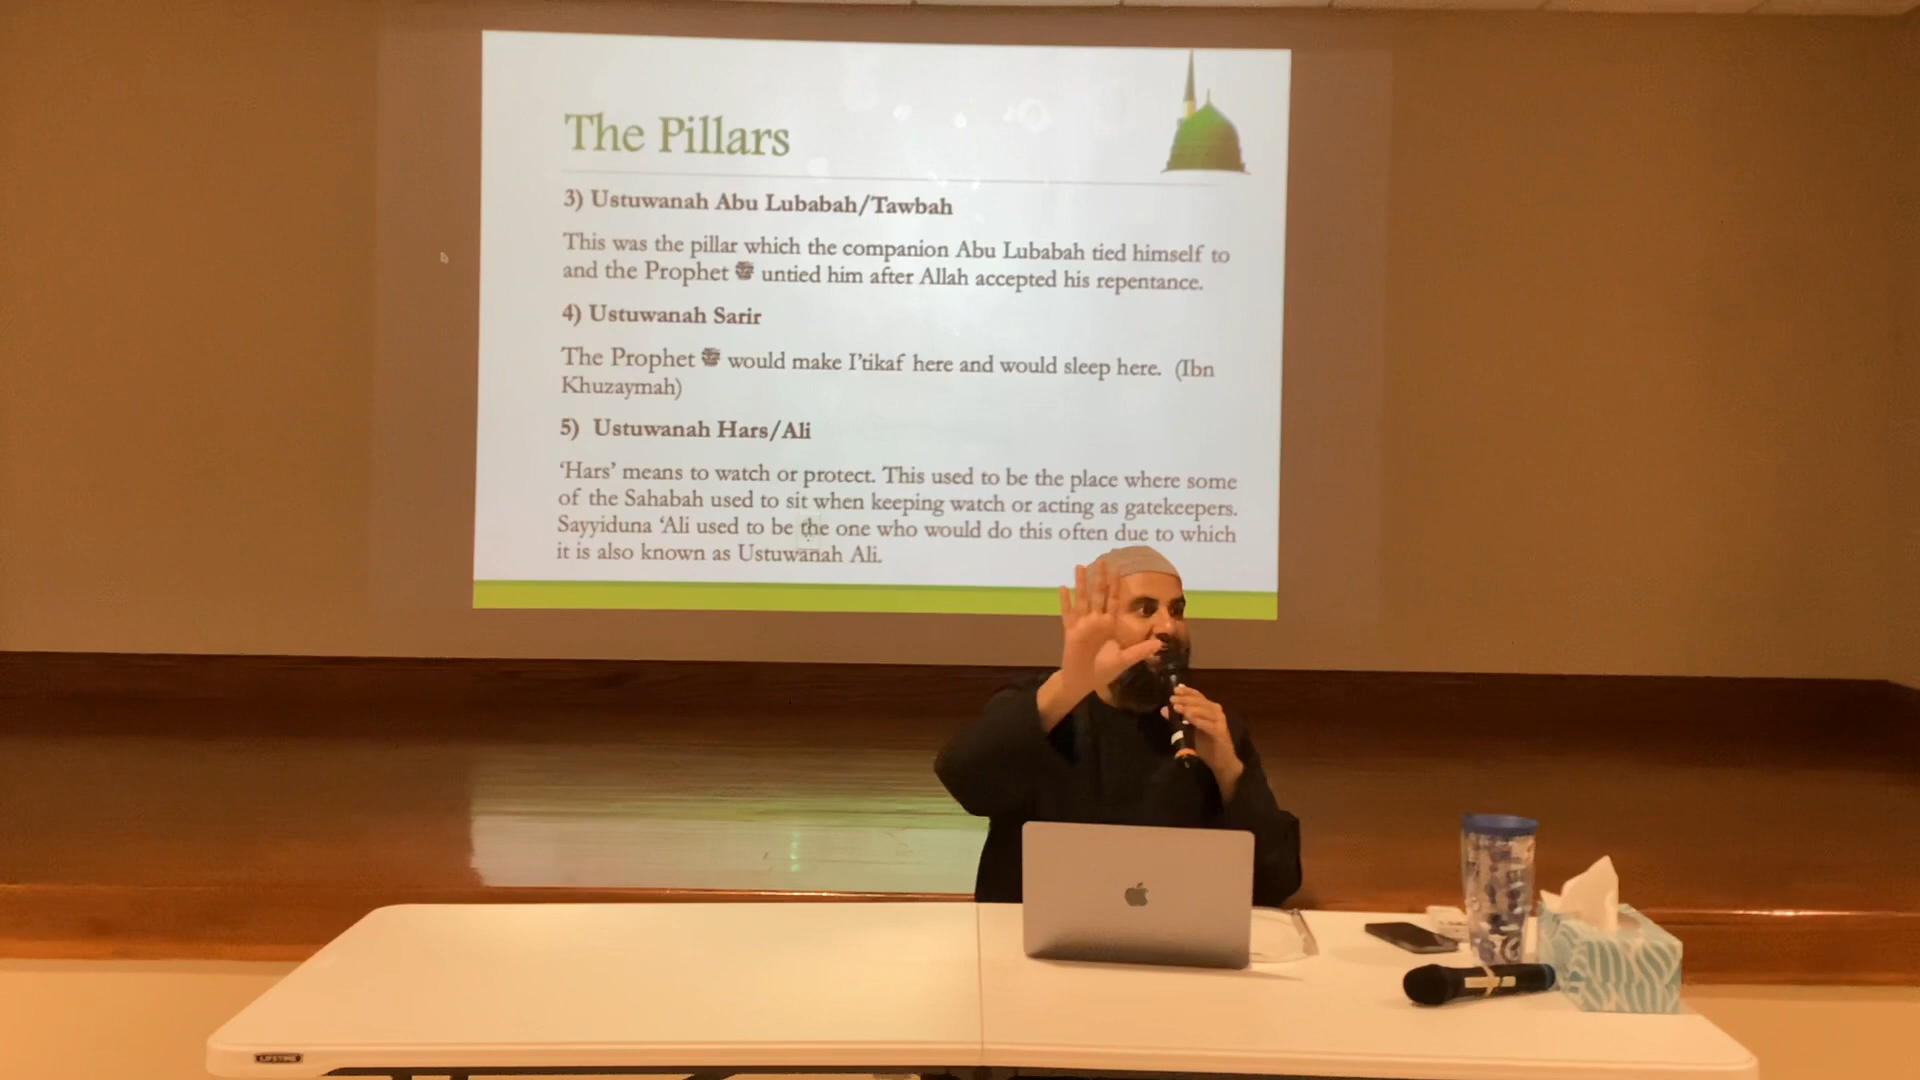 The Pillars
3) Ustuwanah Abu Lubabah/Tawbah
This was the pillar which the companion Abu Lubabah tied himself to
and the Prophet ﷺ untied him after Allah accepted his repentance.
4) Ustuwanah Sarir
The Prophet ﷺ would make I'tikaf here and would sleep here. (Ibn
Khuzaymah)
5) Ustuwanah Hars/Ali
‘Hars’ means to watch or protect. This used to be the place where some
of the Sahabah used to sit when keeping watch or acting as gatekeepers.
Sayyiduna ‘Ali used to be the one who would do this often due to which
it is also known as Ustuwanah Ali.
LIFETIME